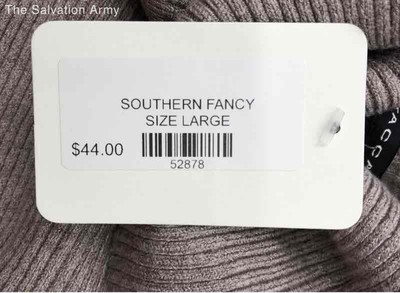 The Salvation Army
SOUTHERN FANCY
SIZE LARGE
$44.00
52878